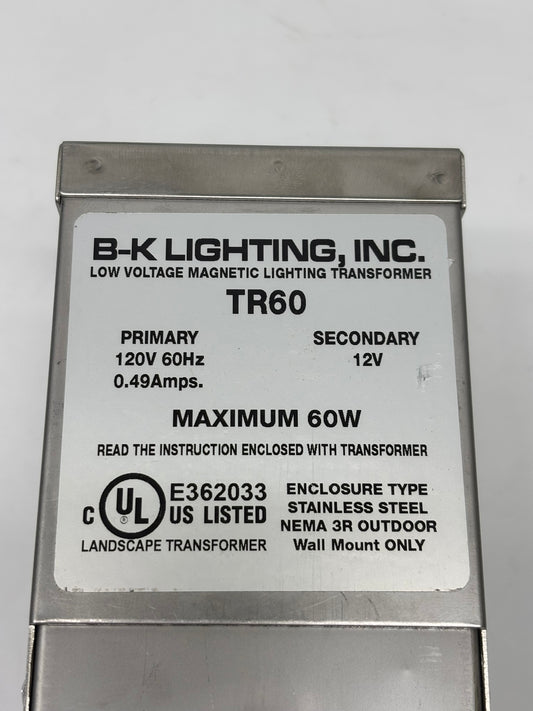 B-K LIGHTING, INC.
LOW VOLTAGE MAGNETIC LIGHTING TRANSFORMER
TR60
PRIMARY
120V 60Hz
0.49Amps.
SECONDARY
12V
MAXIMUM 60W
READ THE INSTRUCTION ENCLOSED WITH TRANSFORMER
C UL ® US LISTED
E362033
LANDSCAPE TRANSFORMER
ENCLOSURE TYPE
STAINLESS STEEL
NEMA 3R OUTDOOR
Wall Mount ONLY